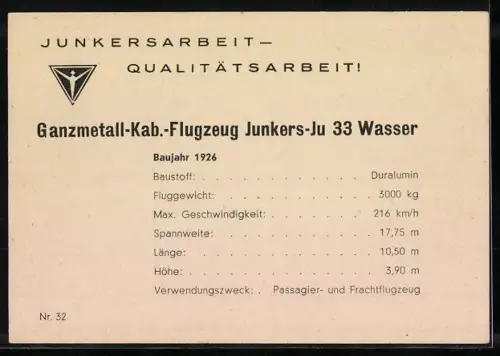 JUNKERSARBEIT —
QUALITÄTSARBEIT!
Ganzmetall-Kab.-Flugzeug Junkers-Ju 33 Wasser
Baujahr 1926
Baustoff: . . . . . . . . . . . . Duralumin
Fluggewicht: . . . . . . . . . . . 3000 kg
Max. Geschwindigkeit: . . . . . . . . 216 km/h
Spannweite: . . . . . . . . . . . 17,75 m
Länge: . . . . . . . . . . . . . 10,50 m
Höhe: . . . . . . . . . . . . . 3,90 m
Verwendungszweck: . Passagier- und Frachtflugzeug
Nr. 32